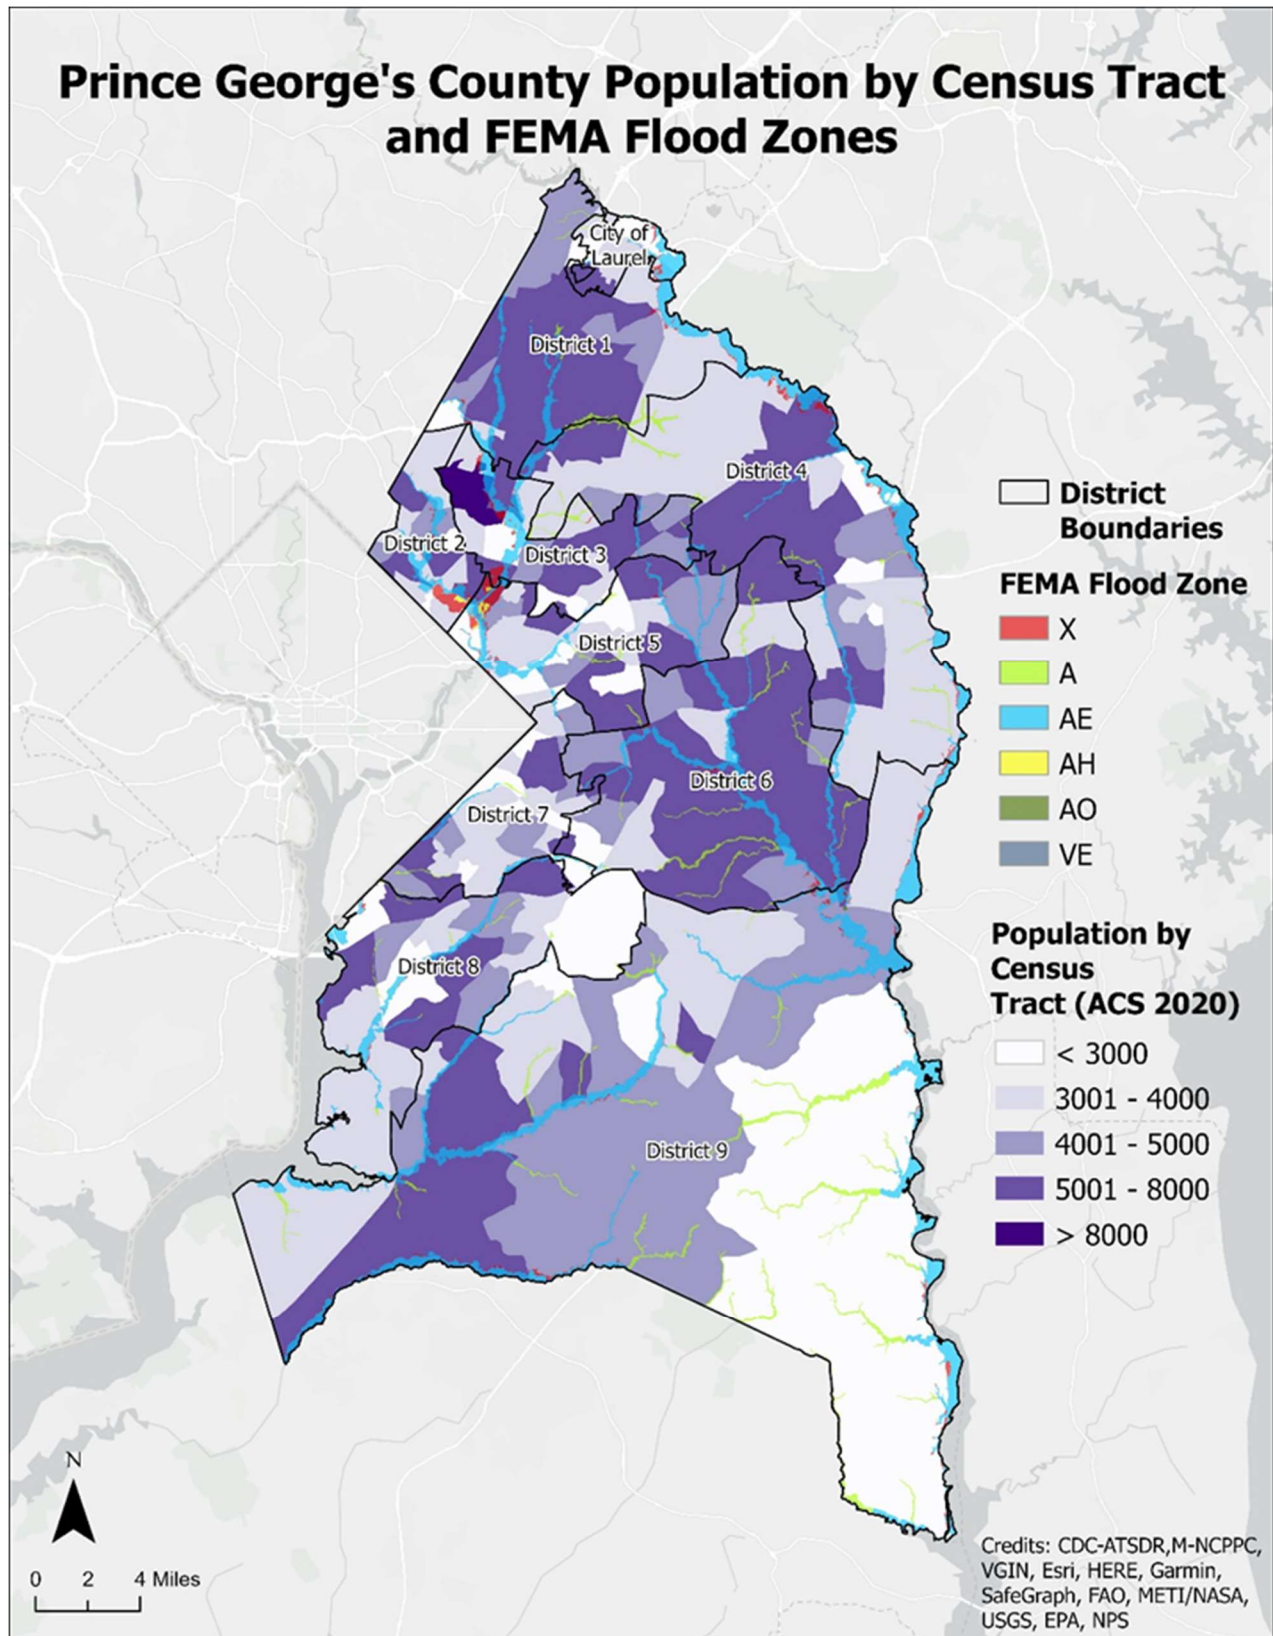 Prince George's County Population by Census Tract
and FEMA Flood Zones
City of
Laurel
District 1
District 4
District 2
District 3
District 5
District 6
District 7
District 8
District 9
District
Boundaries
FEMA Flood Zone
X
A
AE
AH
AO
VE
Population by
Census
Tract (ACS 2020)
< 3000
3001 - 4000
4001 - 5000
5001 - 8000
> 8000
N
0 2 4 Miles
Credits: CDC-ATSDR,M-NCPPC,
VGIN, Esri, HERE, Garmin,
SafeGraph, FAO, METI/NASA,
USGS, EPA, NPS